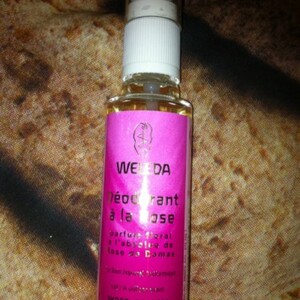 WELEDA
Déodorant
à la rose
parfum floral
à l'absolue de
rose de Damas